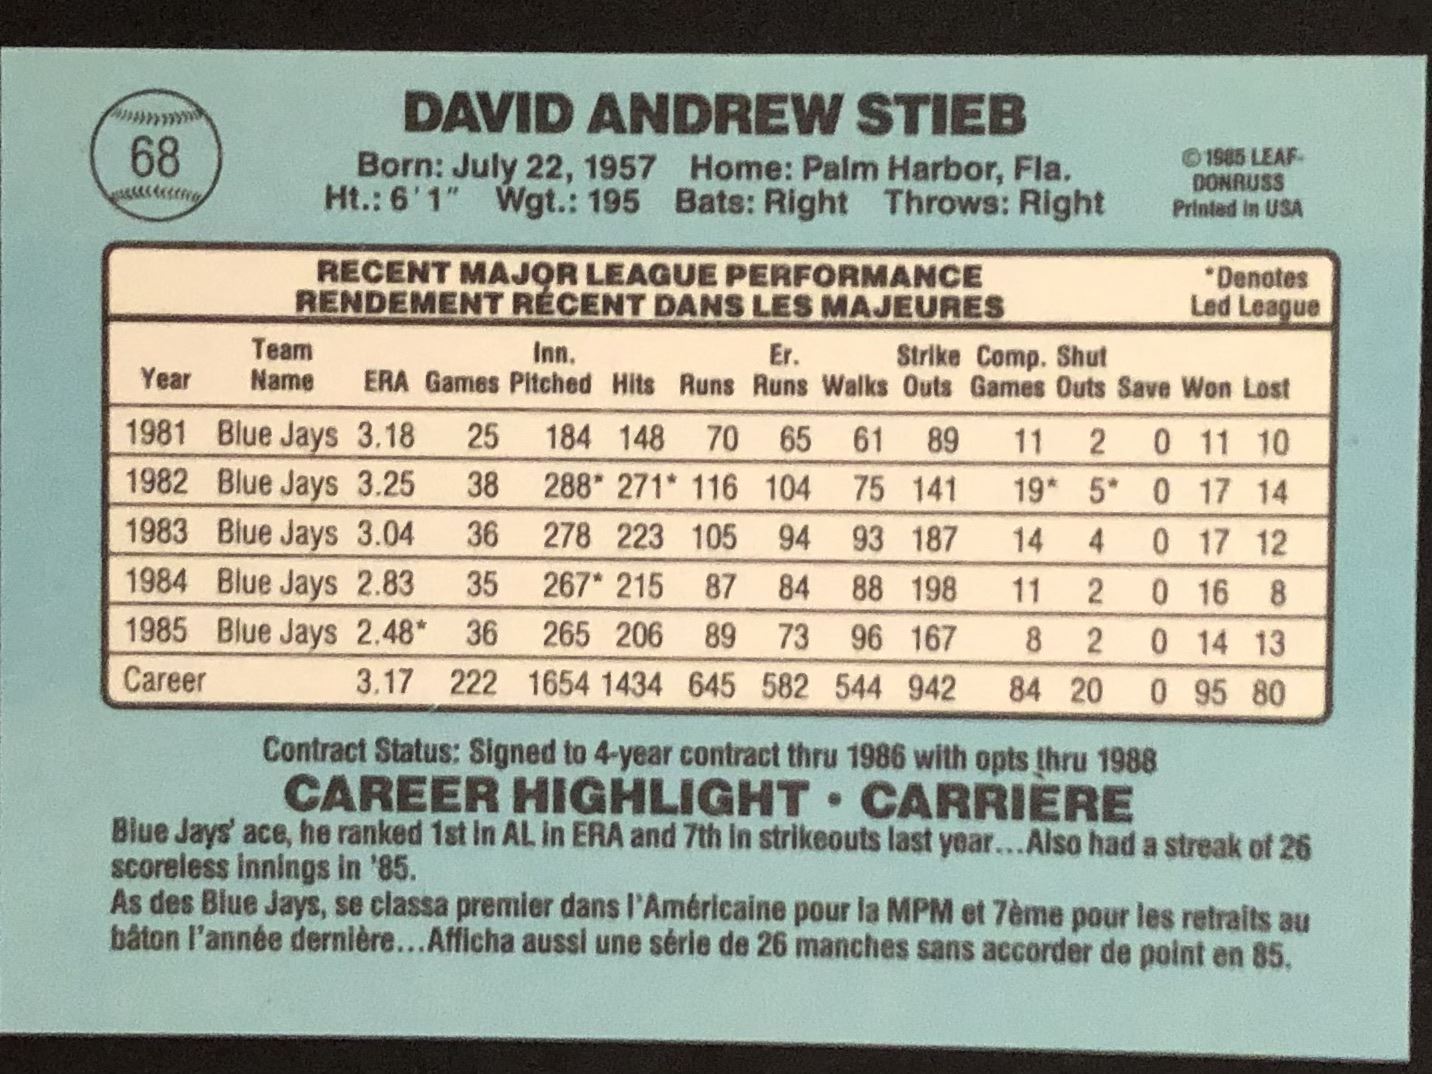 68
DAVID ANDREW STIEB
Born: July 22, 1957 Home: Palm Harbor, Fla.
Ht.: 6'1" Wgt.: 195 Bats: Right Throws: Right
© 1985 LEAF-
DONRUSS
Printed in USA
RECENT MAJOR LEAGUE PERFORMANCE
RENDEMENT RÉCENT DANS LES MAJEURES
*Denotes
Led League
Team Inn. Er. Strike Comp. Shut
Year Name ERA Games Pitched Hits Runs Runs Walks Outs Games Outs Save Won Lost
1981 Blue Jays 3.18 25 184 148 70 65 61 89 11 2 0 11 10
1982 Blue Jays 3.25 38 288* 271* 116 104 75 141 19* 5* 0 17 14
1983 Blue Jays 3.04 36 278 223 105 94 93 187 14 4 0 17 12
1984 Blue Jays 2.83 35 267* 215 87 84 88 198 11 2 0 16 8
1985 Blue Jays 2.48* 36 265 206 89 73 96 167 8 2 0 14 13
Career 3.17 222 1654 1434 645 582 544 942 84 20 0 95 80
Contract Status: Signed to 4-year contract thru 1986 with opts thru 1988
CAREER HIGHLIGHT • CARRIÈRE
Blue Jays' ace, he ranked 1st in AL in ERA and 7th in strikeouts last year...Also had a streak of 26
scoreless innings in '85.
As des Blue Jays, se classa premier dans l'Américaine pour la MPM et 7ème pour les retraits au
bâton l'année dernière...Afficha aussi une série de 26 manches sans accorder de point en 85.